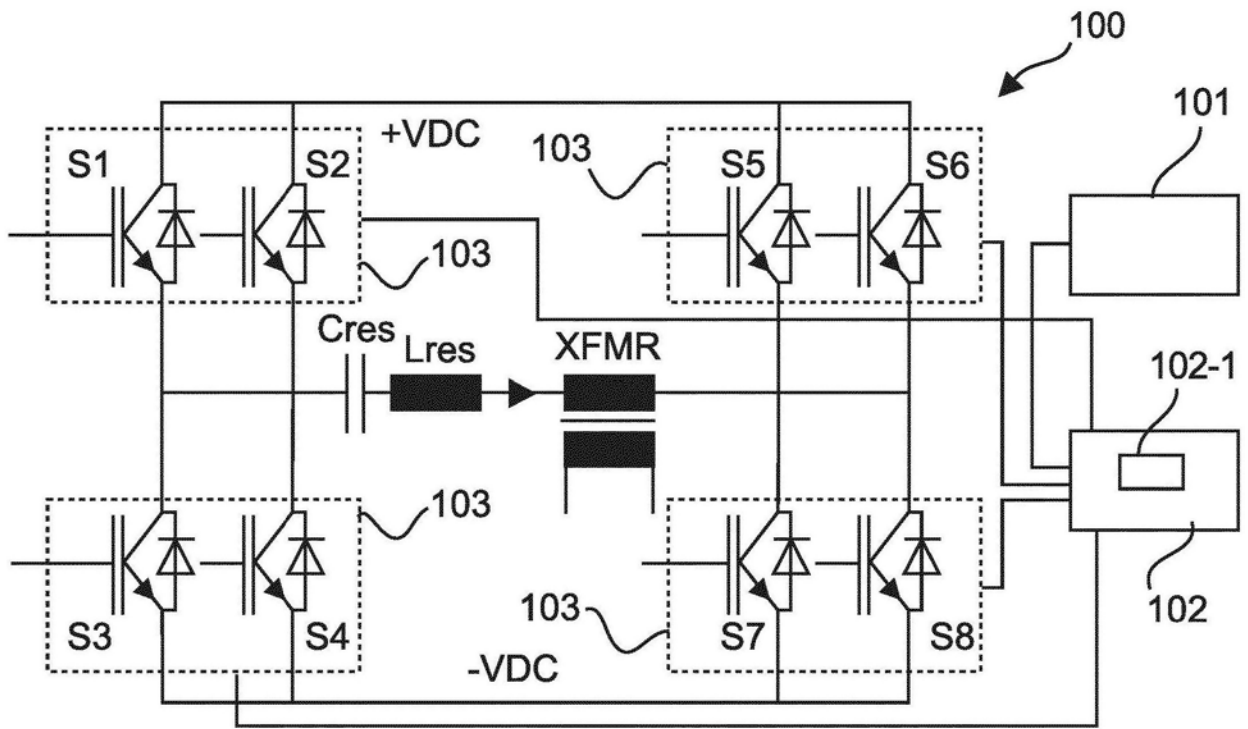 100
101
+VDC
103
S1
S2
S5
S6
103
Cres
Lres
XFMR
102-1
103
103
S3
S4
S7
S8
102
-VDC